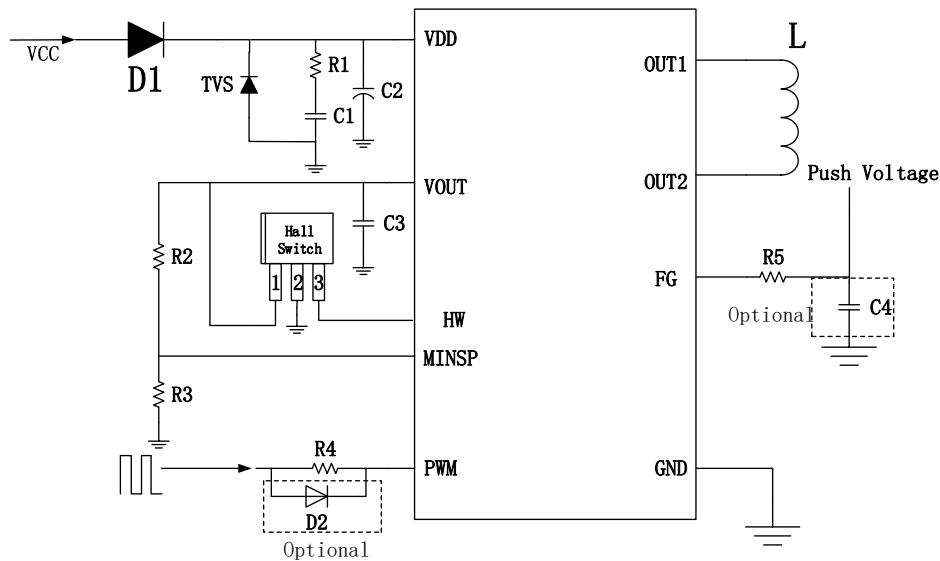 VCC
D1
TVS
R1
C1
C2
VDD
OUT1
L
VOUT
OUT2
Push Voltage
R2
Hall
Switch
1 2 3
C3
HW
FG
R5
Optional
C4
MINSP
R3
R4
PWM
GND
D2
Optional